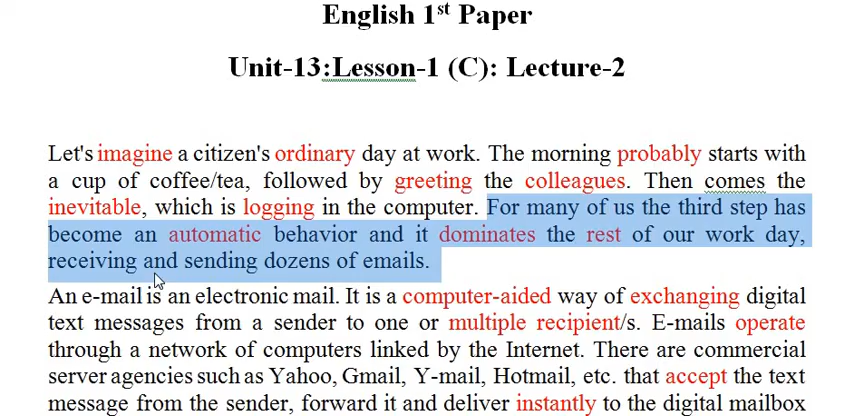 English 1st Paper
Unit-13:Lesson-1 (C): Lecture-2
Let's imagine a citizen's ordinary day at work. The morning probably starts with
a cup of coffee/tea, followed by greeting the colleagues. Then comes the
inevitable, which is logging in the computer. For many of us the third step has
become an automatic behavior and it dominates the rest of our work day,
receiving and sending dozens of emails.
An e-mail is an electronic mail. It is a computer-aided way of exchanging digital
text messages from a sender to one or multiple recipient/s. E-mails operate
through a network of computers linked by the Internet. There are commercial
server agencies such as Yahoo, Gmail, Y-mail, Hotmail, etc. that accept the text
message from the sender, forward it and deliver instantly to the digital mailbox